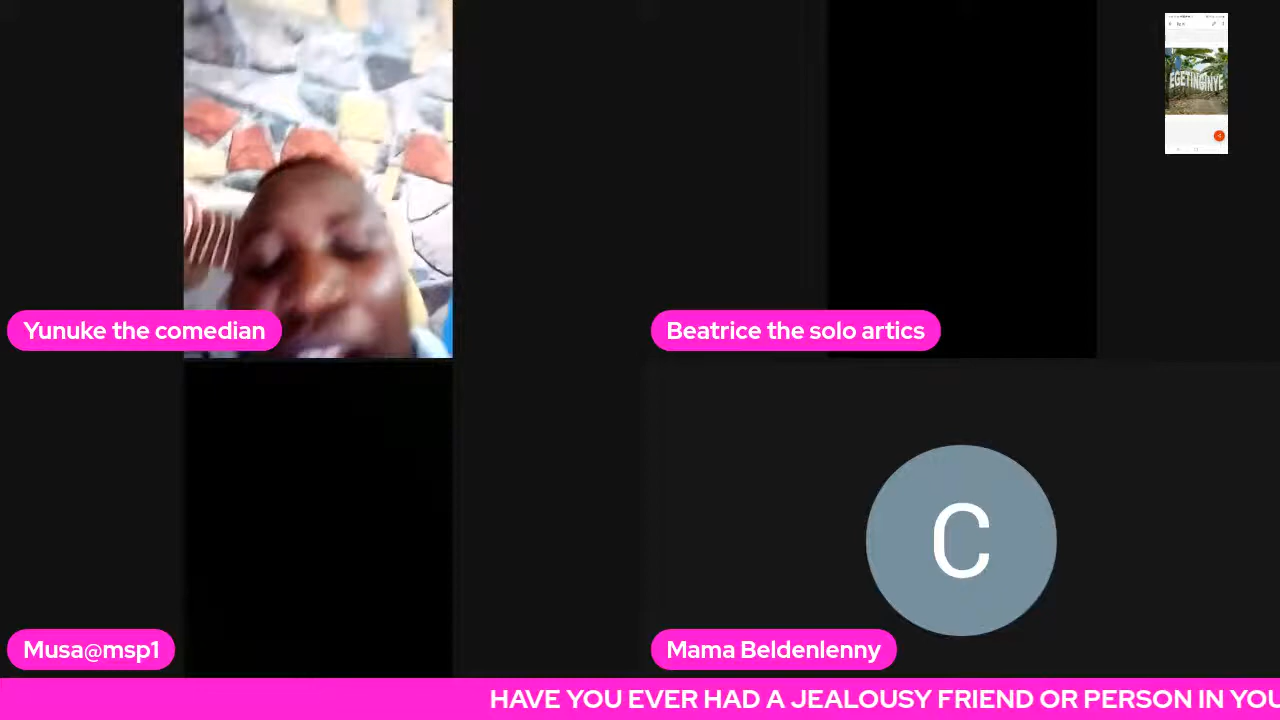 EGETINGINYE
Yunuke the comedian
Beatrice the solo artics
C
Musa@msp1
Mama Beldenlenny
HAVE YOU EVER HAD A JEALOUSY FRIEND OR PERSON IN YOU